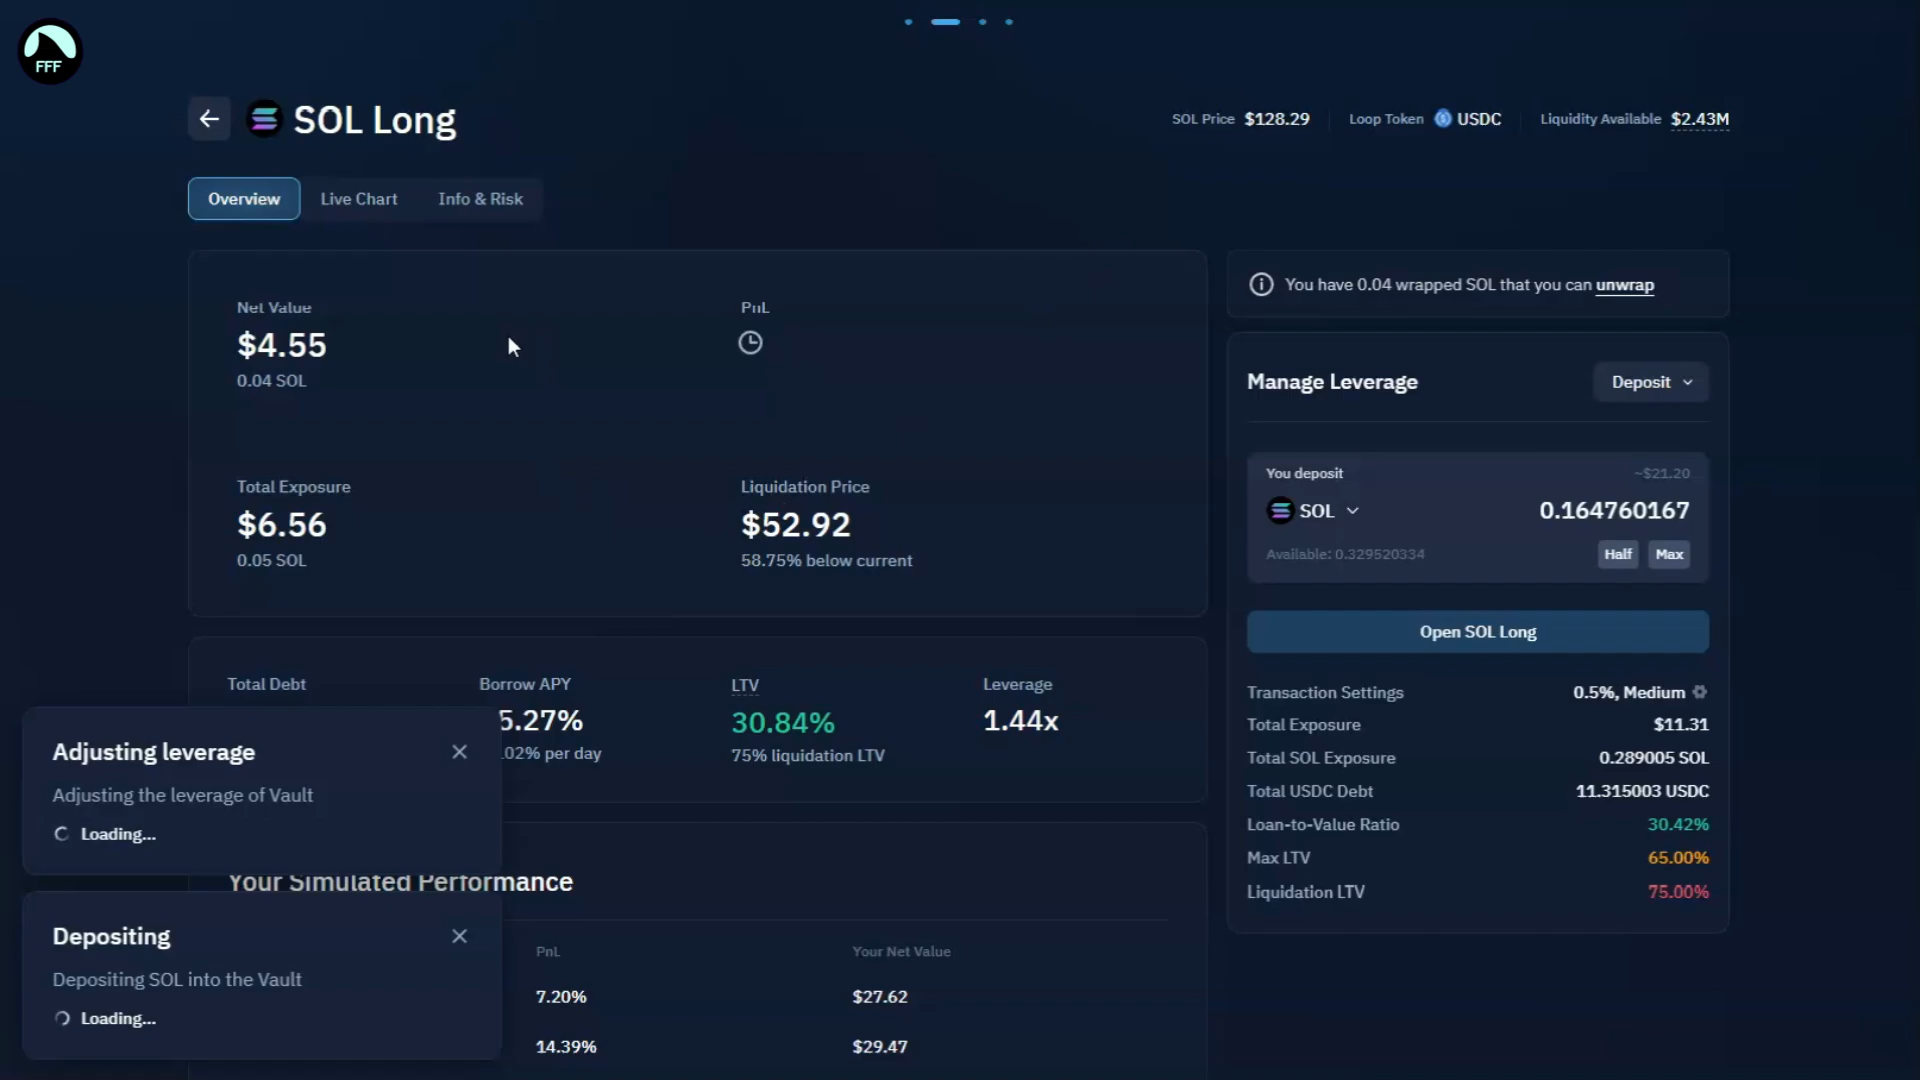 FFF
SOL Long
SOL Price $128.29
Loop Token USDC
Liquidity Available $2.43M
Overview
Live Chart
Info & Risk
Net Value
$4.55
0.04 SOL
PnL
Total Exposure
$6.56
0.05 SOL
Liquidation Price
$52.92
58.75% below current
You have 0.04 wrapped SOL that you can unwrap
Manage Leverage
Deposit
You deposit
~$21.20
SOL
0.164760167
Available: 0.329520334
Half
Max
Open SOL Long
Transaction Settings 0.5%, Medium
Total Exposure $11.31
Total SOL Exposure 0.289005 SOL
Total USDC Debt 11.315003 USDC
Loan-to-Value Ratio 30.42%
Max LTV 65.00%
Liquidation LTV 75.00%
Total Debt
Borrow APY
5.27%
.02% per day
LTV
30.84%
75% liquidation LTV
Leverage
1.44x
Adjusting leverage
Adjusting the leverage of Vault
Loading...
Your Simulated Performance
Depositing
Depositing SOL into the Vault
Loading...
PnL
Your Net Value
7.20%
$27.62
14.39%
$29.47